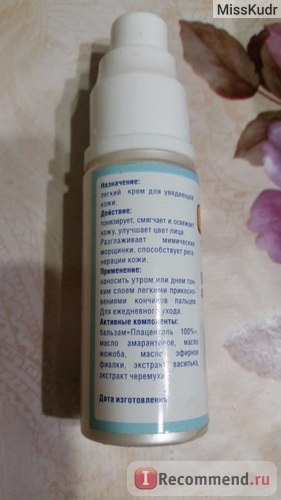 MissKudr
Назначение:
легкий крем для увядающей
кожи.
Действие:
тонизирует, смягчает и освежает
кожу, улучшает цвет лица.
Разглаживает мимические
морщинки, способствует реге
нерации кожи.
Применение:
наносить утром или днем тон-
ким слоем легкими прикосно-
вениями кончиков пальцев.
Для ежедневного ухода.
Активные компоненты:
бальзам«Плаценголь 100%»,
масло амарантовое, масло
жожоба, масло эфирное
фиалки, экстракт василька,
экстракт черемухи
Дата изготовления
I Recommend.ru